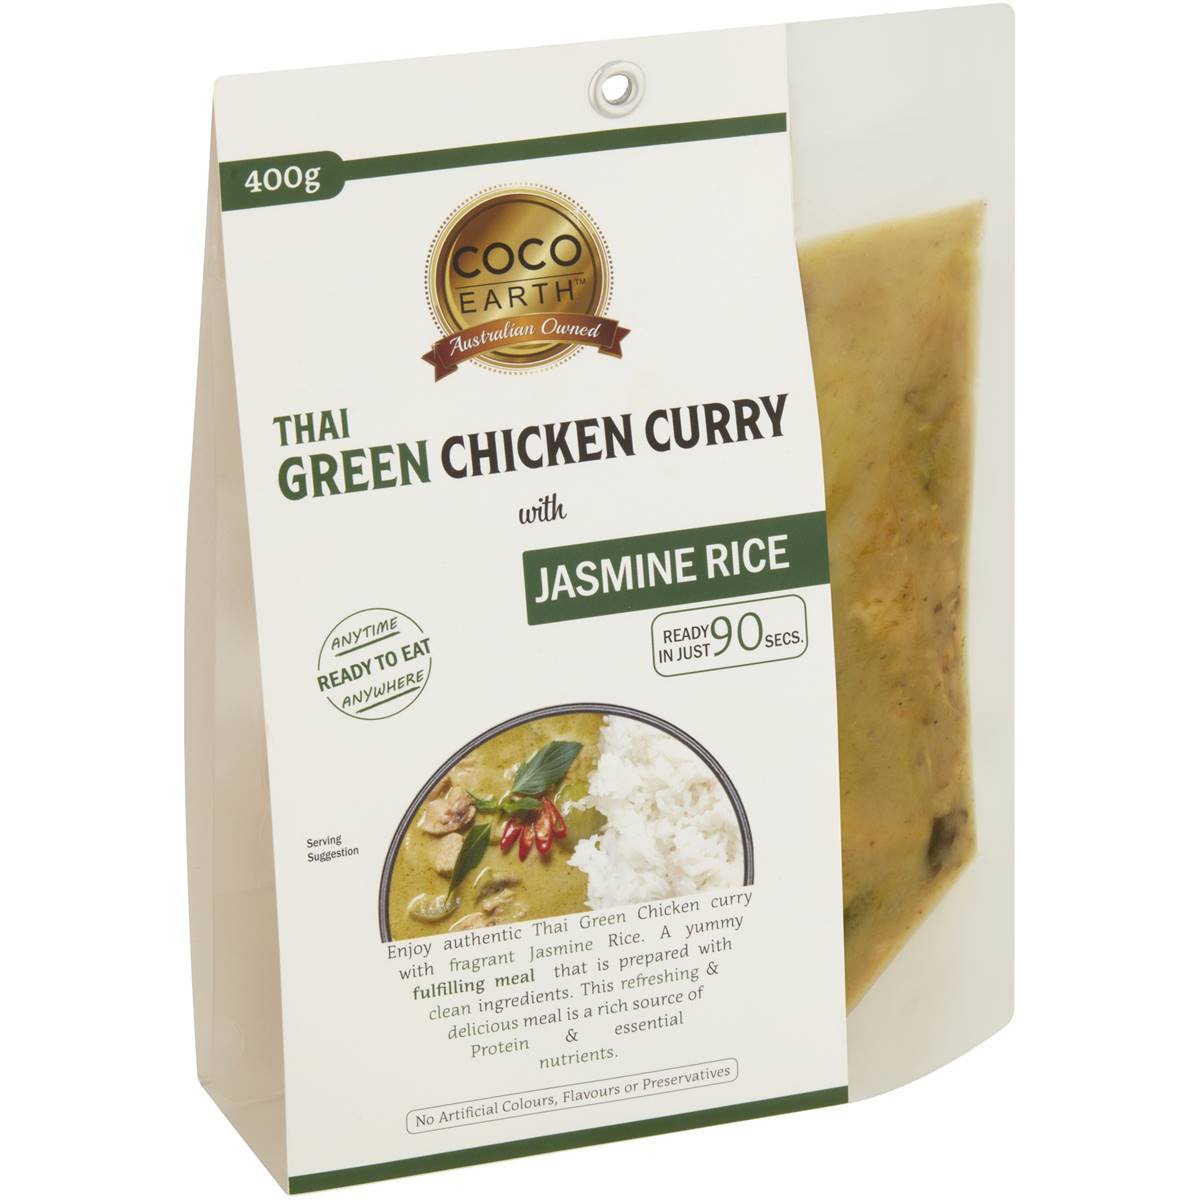 400g
COCO
EARTH™
Australian Owned
THAI
GREEN CHICKEN CURRY
with
JASMINE RICE
READY IN JUST 90 SECS.
ANYTIME
READY TO EAT
ANYWHERE
Serving
Suggestion
Enjoy authentic Thai Green Chicken curry
with fragrant Jasmine Rice. A yummy
fulfilling meal that is prepared with
clean ingredients. This refreshing &
delicious meal is a rich source of
Protein & essential
nutrients.
No Artificial Colours, Flavours or Preservatives